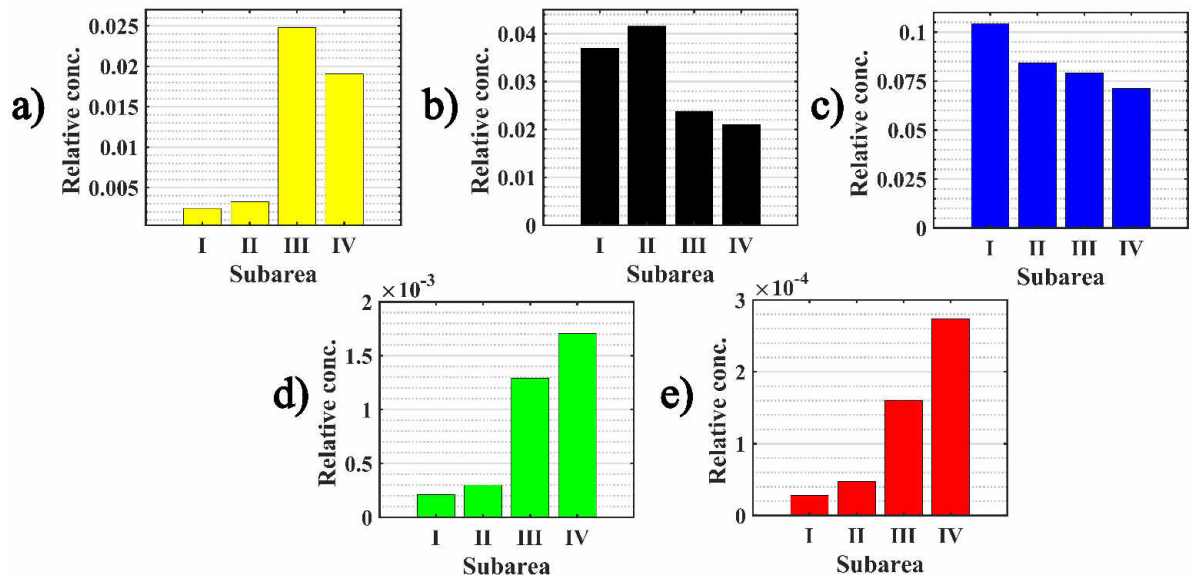 a)
Relative conc.
0.025
0.02
0.015
0.01
0.005
I II III IV
Subarea
b)
Relative conc.
0.04
0.03
0.02
0.01
0
I II III IV
Subarea
c)
Relative conc.
0.1
0.075
0.05
0.025
0
I II III IV
Subarea
d)
Relative conc.
×10⁻³
2
1.5
1
0.5
0
I II III IV
Subarea
e)
Relative conc.
×10⁻⁴
3
2
1
0
I II III IV
Subarea